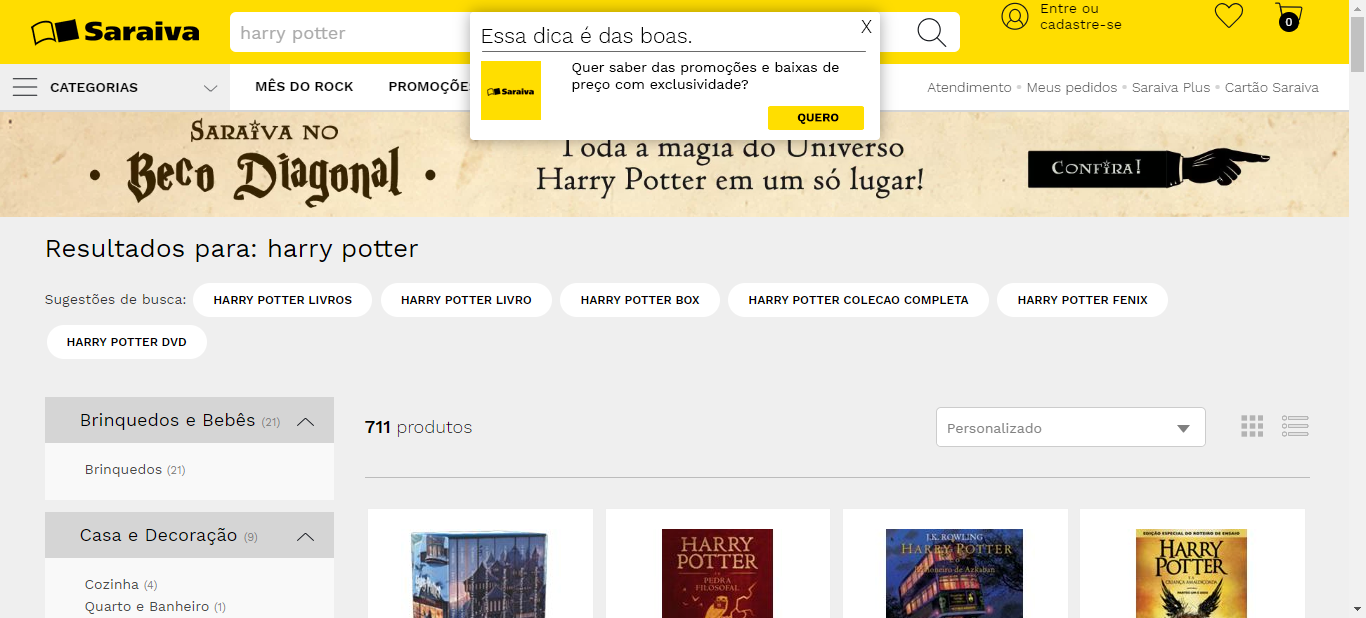 Saraiva
harry potter
Entre ou
cadastre-se
0
Essa dica é das boas.
X
Saraiva
Quer saber das promoções e baixas de
preço com exclusividade?
QUERO
CATEGORIAS
MÊS DO ROCK
Atendimento • Meus pedidos • Saraiva Plus • Cartão Saraiva
SARAIVA NO
Beco Diagonal
Toda a magia do Universo
Harry Potter em um só lugar!
CONFIRA!
Resultados para: harry potter
Sugestões de busca:
HARRY POTTER LIVROS
HARRY POTTER LIVRO
HARRY POTTER BOX
HARRY POTTER COLECAO COMPLETA
HARRY POTTER FENIX
HARRY POTTER DVD
Brinquedos e Bebês (21)
Brinquedos (21)
Casa e Decoração (9)
Cozinha (4)
Quarto e Banheiro (1)
711 produtos
Personalizado
HARRY
POTTER
E A
PEDRA
FILOSOFAL
J.K. ROWLING
HARRY POTTER
E O
Prisioneiro de Azkaban
EDIÇÃO ESPECIAL DO ROTEIRO DE ENSAIO
HARRY
POTTER
E A
CRIANÇA AMALDIÇOADA
PARTES UM E DOIS